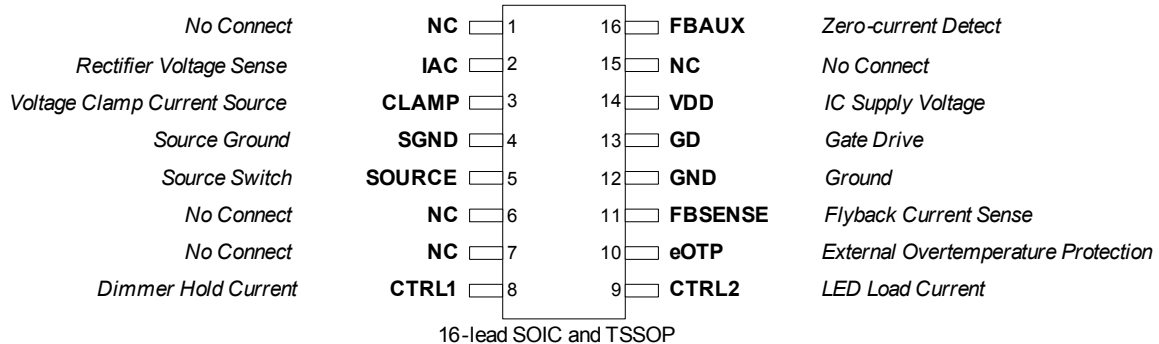 No Connect NC 1 16 FBAUX Zero-current Detect
Rectifier Voltage Sense IAC 2 15 NC No Connect
Voltage Clamp Current Source CLAMP 3 14 VDD IC Supply Voltage
Source Ground SGND 4 13 GD Gate Drive
Source Switch SOURCE 5 12 GND Ground
No Connect NC 6 11 FBSENSE Flyback Current Sense
No Connect NC 7 10 eOTP External Overtemperature Protection
Dimmer Hold Current CTRL1 8 9 CTRL2 LED Load Current
16-lead SOIC and TSSOP